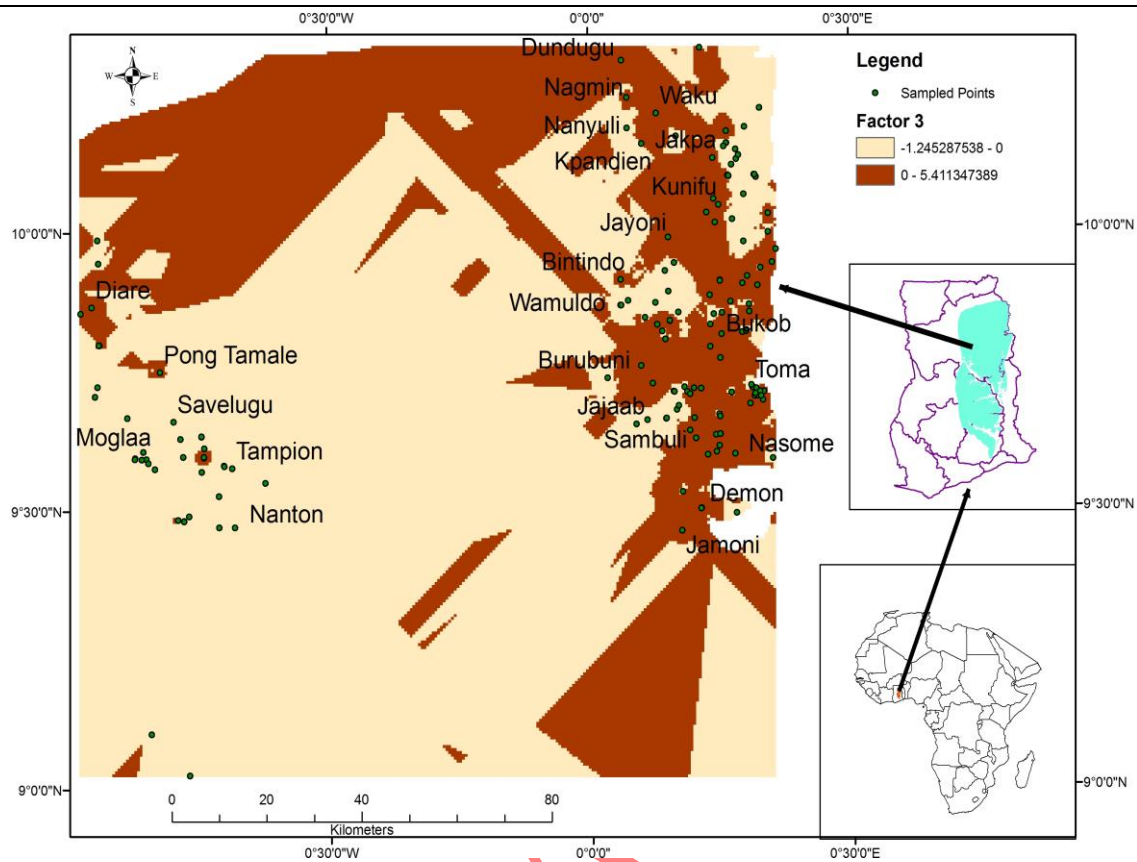 0°30'0"W
0°0'0"
0°30'0"E
N
W
E
S
Dundugu
Nagmin
Waku
Nanyuli
Jakpa
Kpandien
Kunifu
Jayoni
Bintindo
Wamuldo
Diare
Bukob
Pong Tamale
Burubuni
Toma
Savelugu
Jajaab
Moglaa
Tampion
Sambuli
Nasome
Nanton
Demon
Jamoni
Legend
Sampled Points
Factor 3
-1.245287538 - 0
0 - 5.411347389
10°0'0"N
10°0'0"N
9°30'0"N
9°30'0"N
9°0'0"N
9°0'0"N
0 20 40 60 80
Kilometers
0°30'0"W
0°0'0"
0°30'0"E